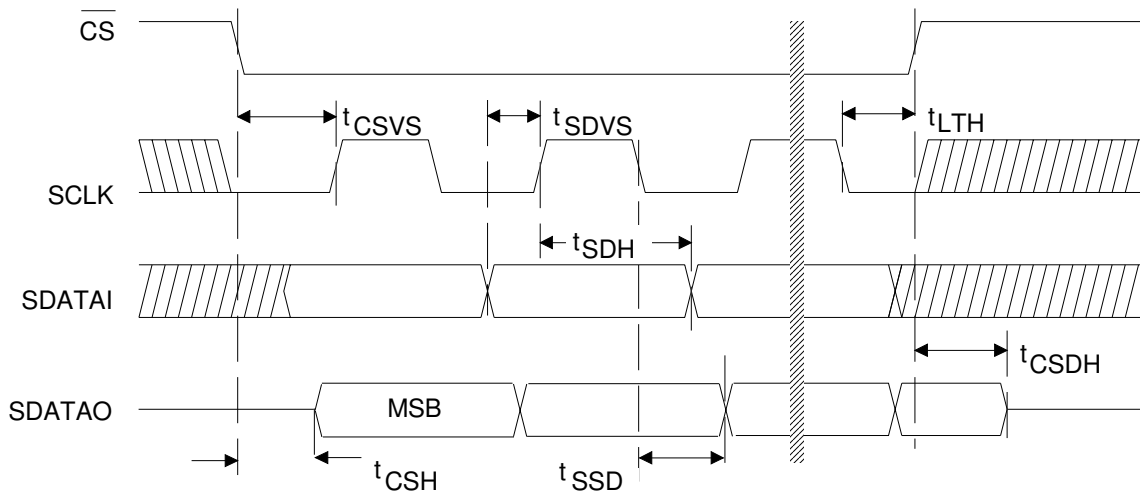 CS
tCSVS
tSDVS
tLTH
SCLK
tSDH
SDATAI
tCSDH
SDATAO
MSB
tCSH
tSSD